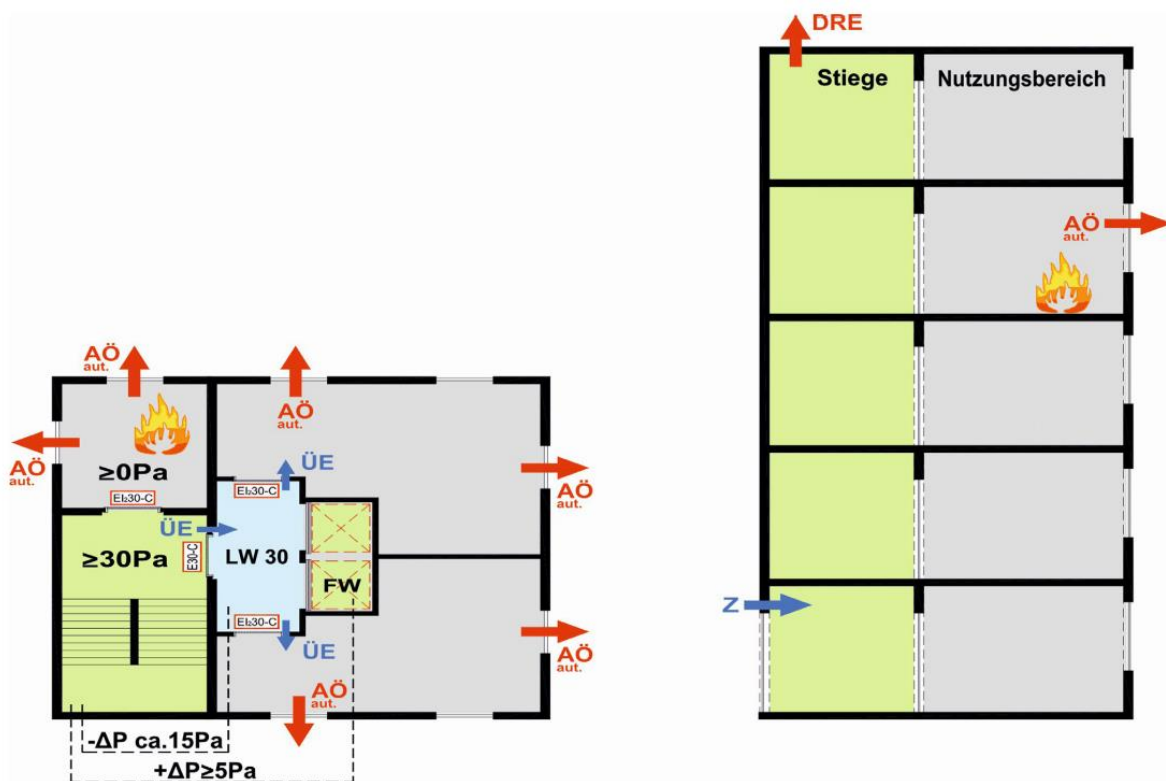 DRE
Stiege
Nutzungsbereich
AÖ
aut.
Z
AÖ
aut.
AÖ
aut.
≥0Pa
EI₂30-C
AÖ
aut.
ÜE
EI₂30-C
AÖ
aut.
ÜE
≥30Pa
E30-C
LW 30
FW
EI₂30-C
ÜE
AÖ
aut.
AÖ
aut.
-ΔP ca.15Pa
+ΔP≥5Pa